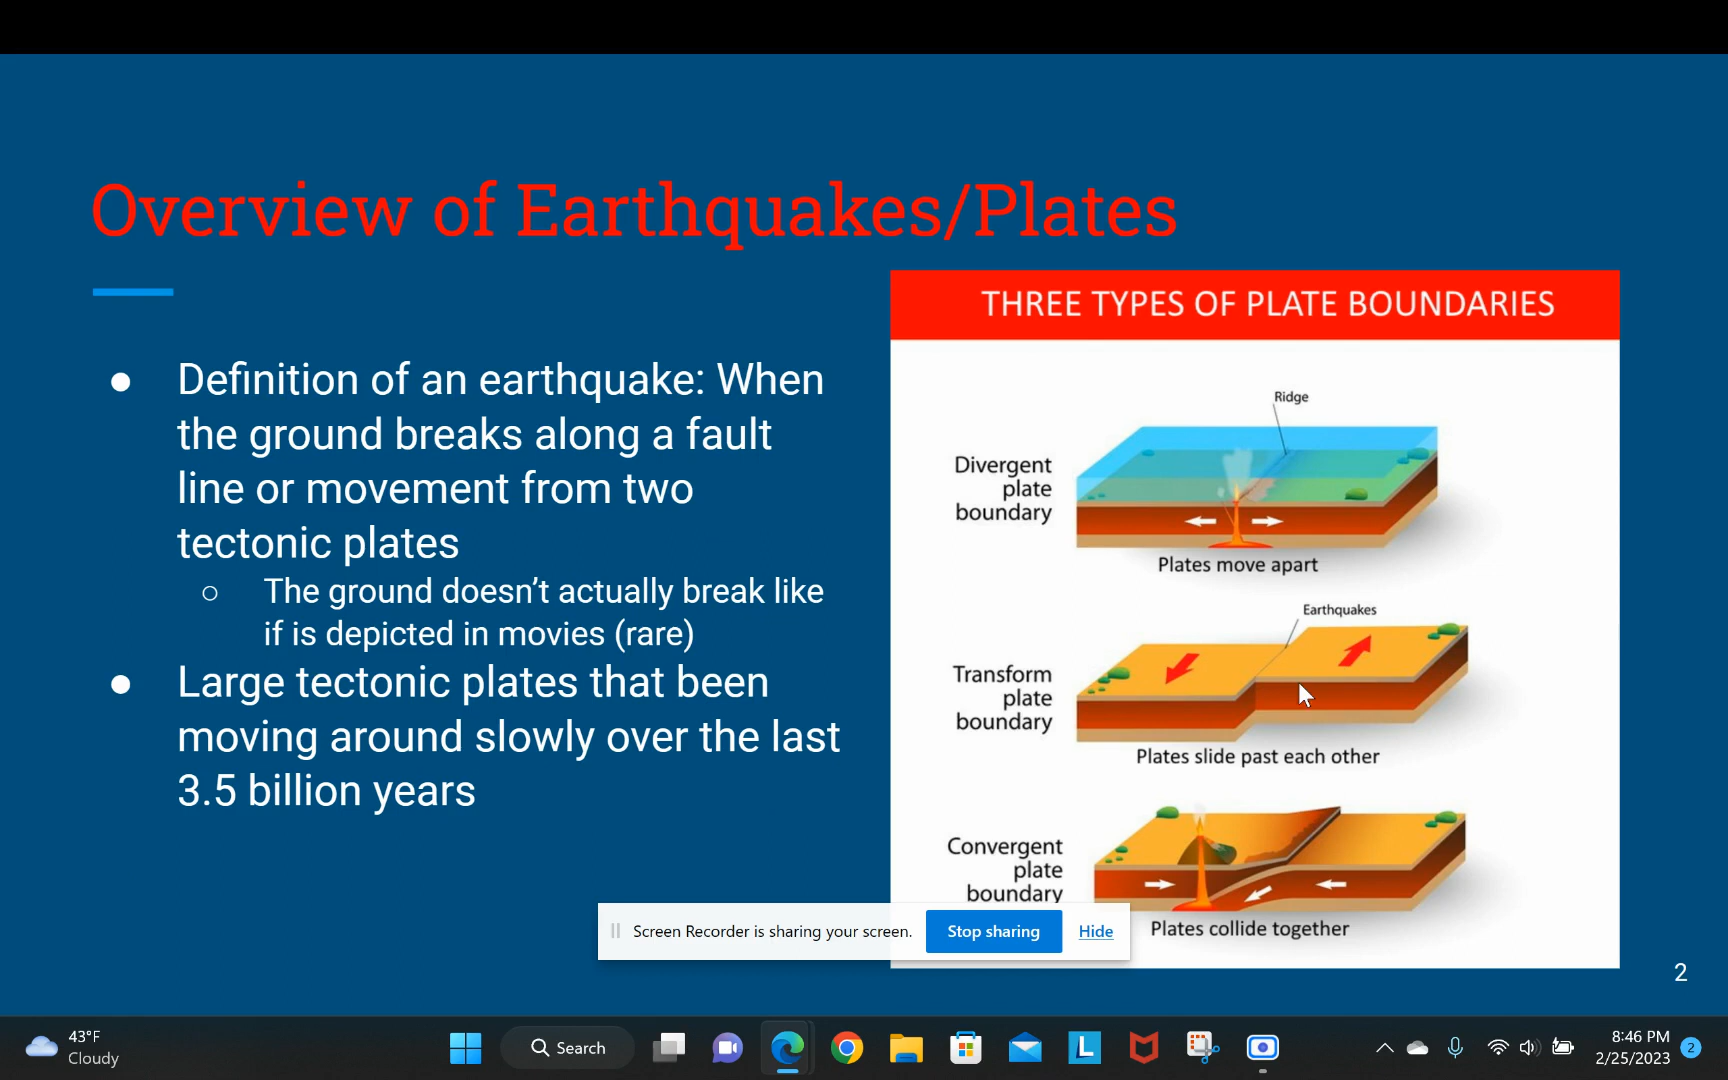 Overview of Earthquakes/Plates
● Definition of an earthquake: When
the ground breaks along a fault
line or movement from two
tectonic plates
○ The ground doesn’t actually break like
if is depicted in movies (rare)
● Large tectonic plates that been
moving around slowly over the last
3.5 billion years
THREE TYPES OF PLATE BOUNDARIES
Ridge
Divergent
plate
boundary
Plates move apart
Earthquakes
Transform
plate
boundary
Plates slide past each other
Convergent
plate
boundary
Plates collide together
Screen Recorder is sharing your screen.
Stop sharing
Hide
2
43°F
Cloudy
Search
L
8:46 PM
2/25/2023
2